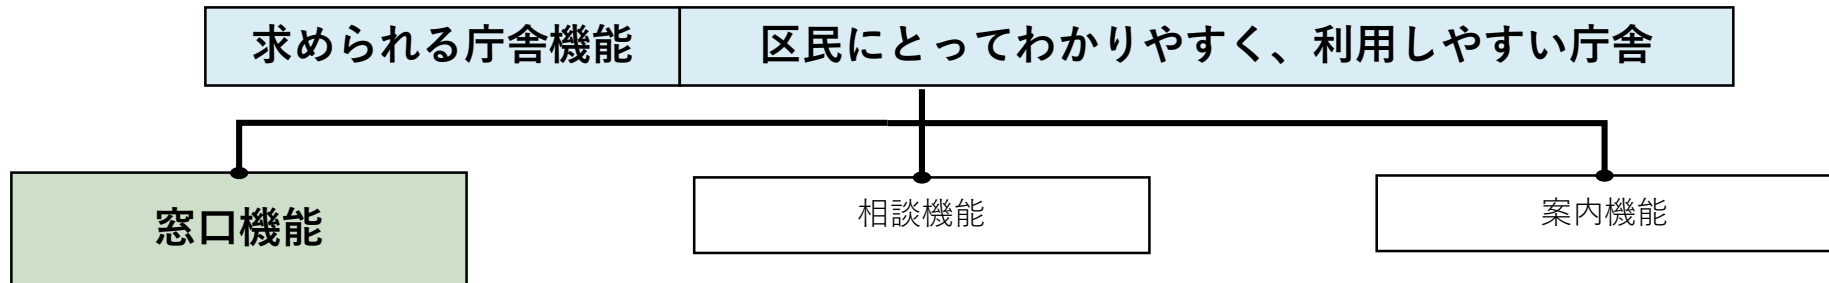 求められる庁舎機能
区民にとってわかりやすく、利用しやすい庁舎
窓口機能
相談機能
案内機能